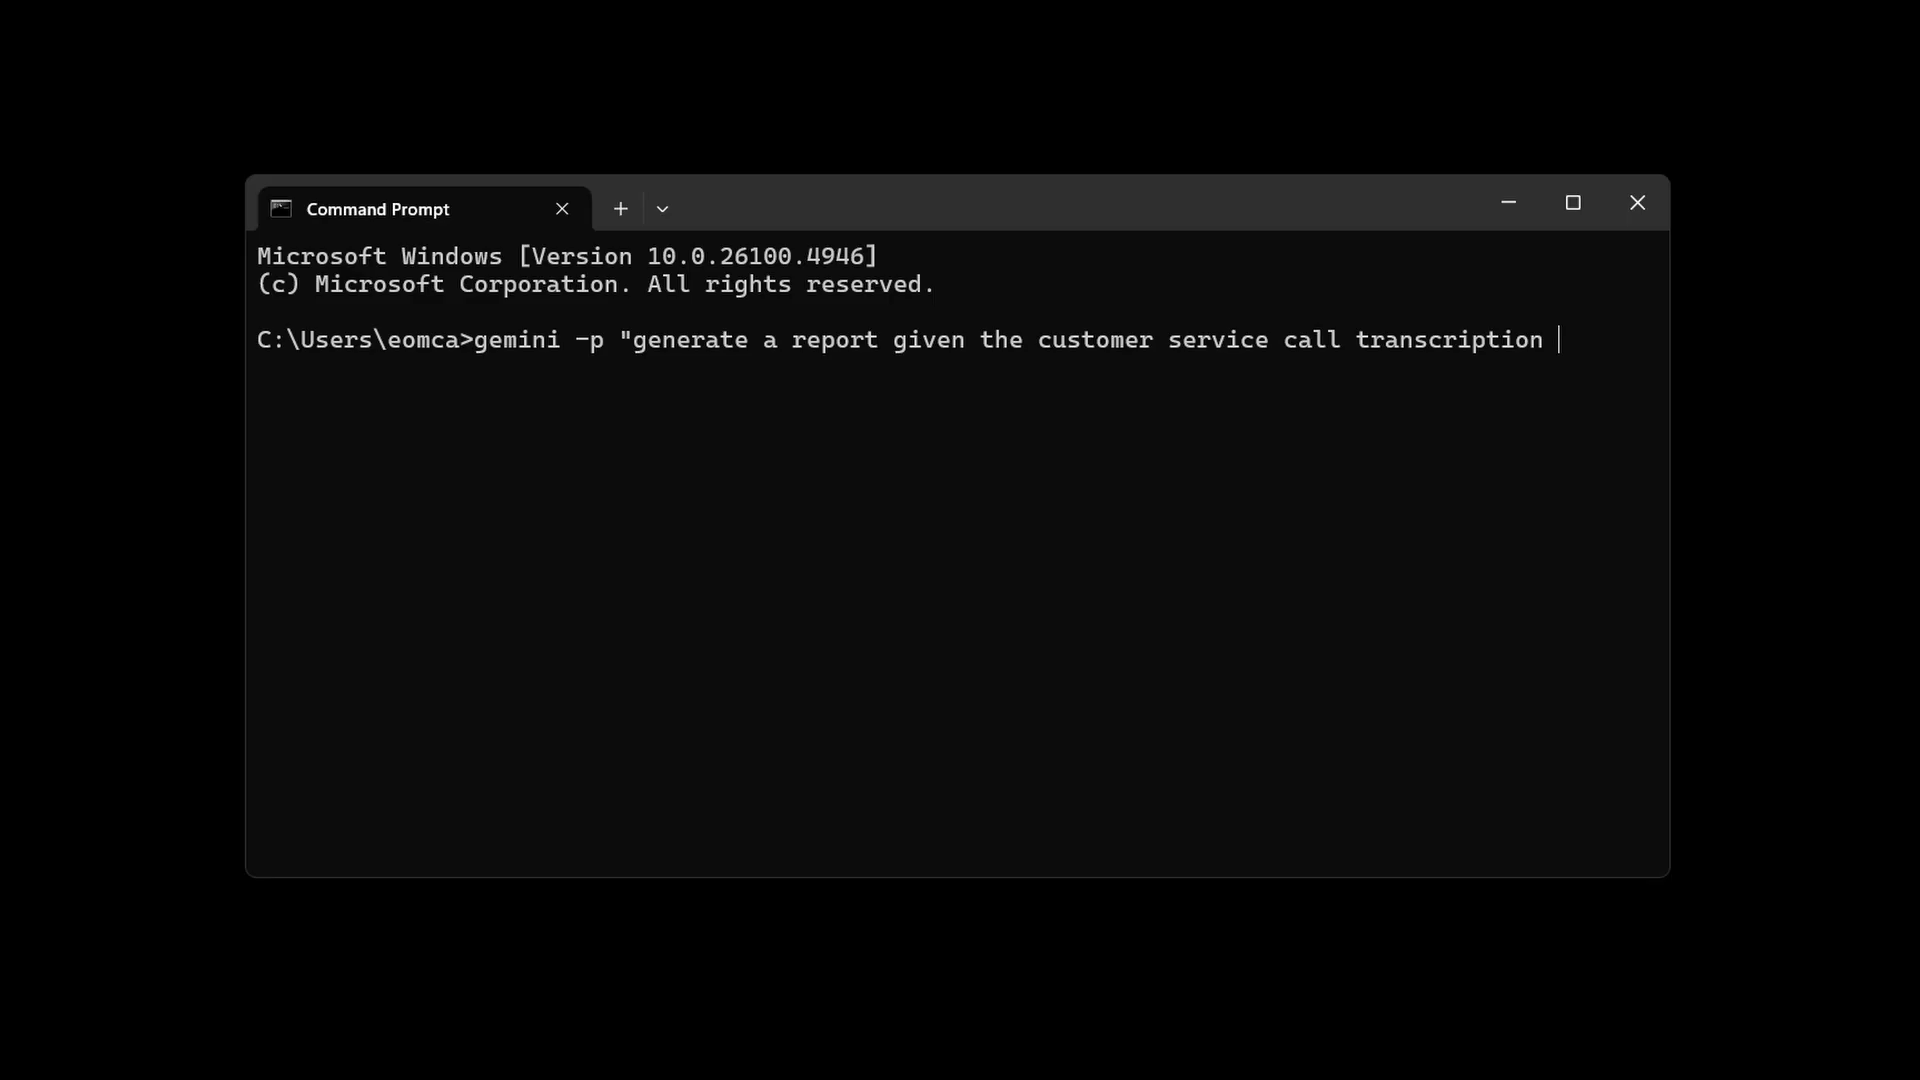 Command Prompt
Microsoft Windows [Version 10.0.26100.4946]
(c) Microsoft Corporation. All rights reserved.
C:\Users\eomca>gemini -p "generate a report given the customer service call transcription